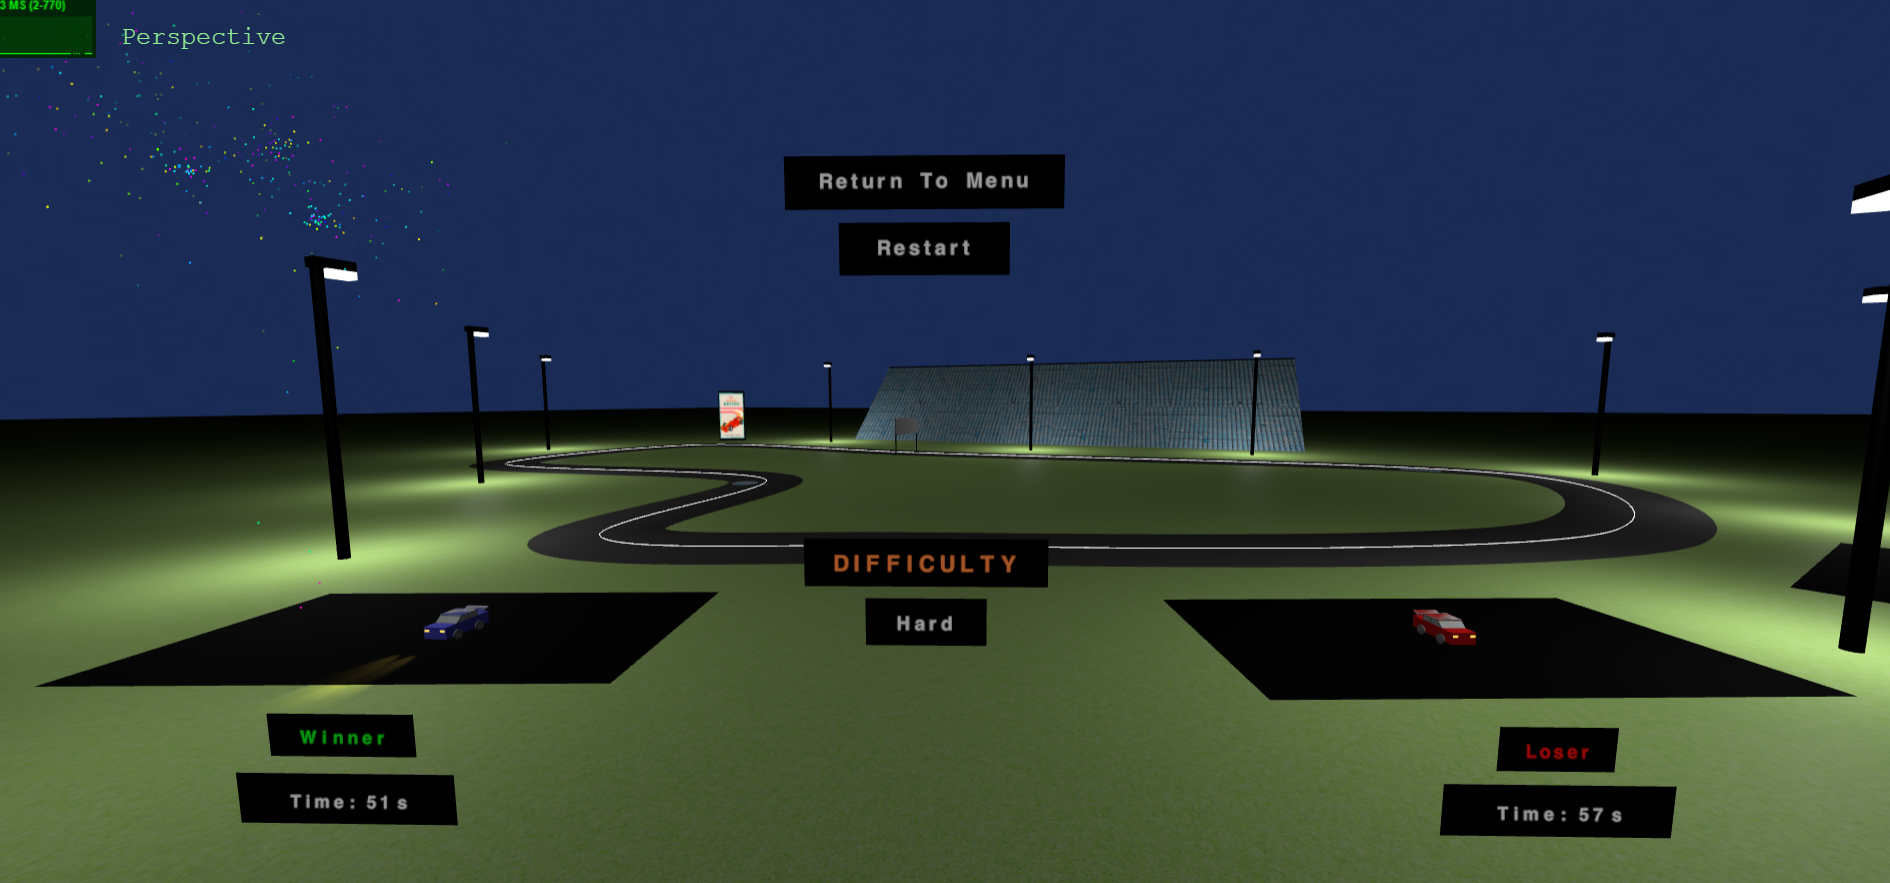 3 MS (2-770)
Perspective
Return To Menu
Restart
DIFFICULTY
Hard
Winner
Time: 51 s
Loser
Time: 57 s